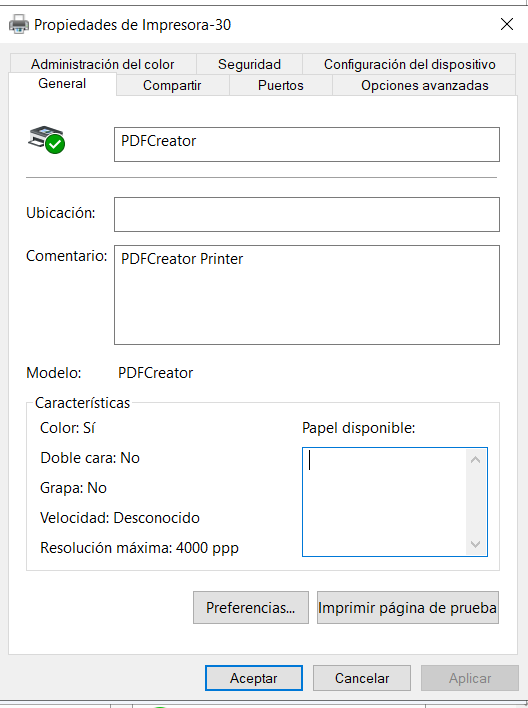 Propiedades de Impresora-30
Administración del color
Seguridad
Configuración del dispositivo
General
Compartir
Puertos
Opciones avanzadas
PDFCreator
Ubicación:
Comentario:
PDFCreator Printer
Modelo:
PDFCreator
Características
Color: Sí
Papel disponible:
Doble cara: No
Grapa: No
Velocidad: Desconocido
Resolución máxima: 4000 ppp
Preferencias...
Imprimir página de prueba
Aceptar
Cancelar
Aplicar